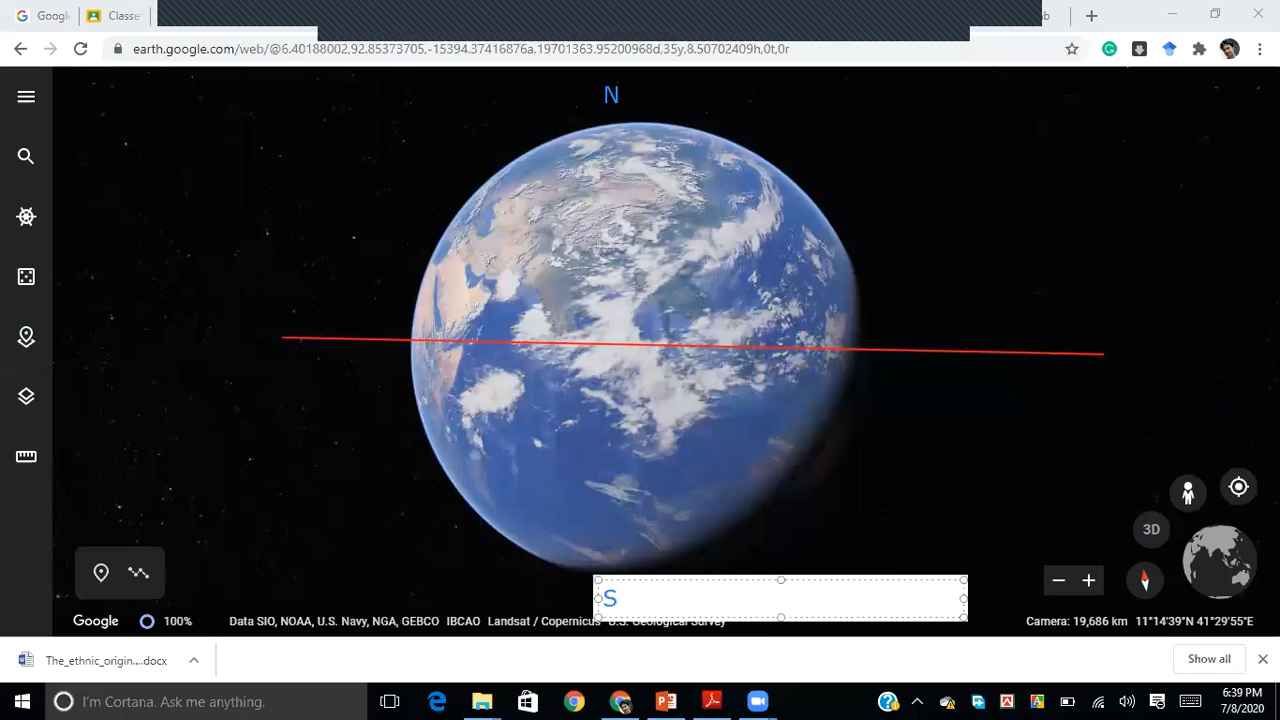 Googl
Classe
earth.google.com/web/@6.40188002,92.85373705,-15394.37416876a,19701363.95200968d,35y,8.50702409h,0t,0r
N
3D
S
Google
100%
Data SIO, NOAA, U.S. Navy, NGA, GEBCO IBCAO Landsat / Copernicus U.S. Geological Survey
Camera: 19,686 km 11°14'39"N 41°29'55"E
The_ethnic_origin....docx
Show all
I'm Cortana. Ask me anything.
6:39 PM
7/8/2020